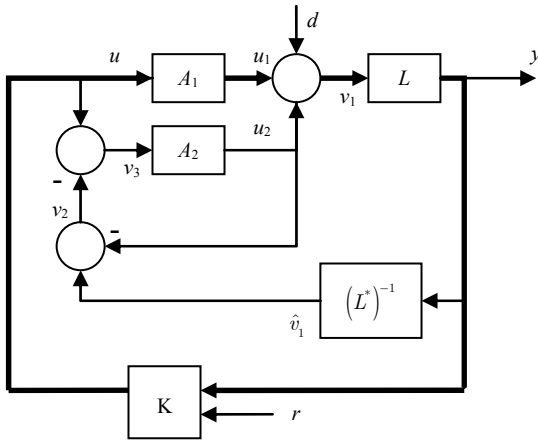 d
u u₁ y
A₁ L
v₁
u₂
A₂
v₃
-
v₂ -
(L*)⁻¹
v̂₁
K
r